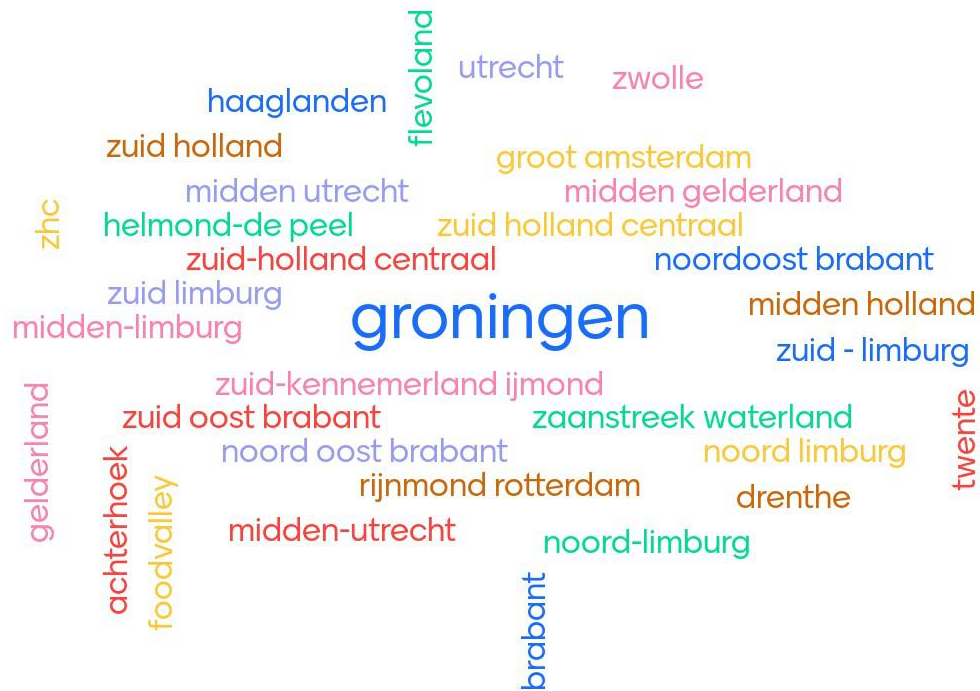 flevoland
utrecht
zwolle
haaglanden
zuid holland
groot amsterdam
midden utrecht
midden gelderland
zhc
helmond-de peel
zuid holland centraal
zuid-holland centraal
noordoost brabant
zuid limburg
groningen
midden holland
midden-limburg
zuid - limburg
zuid-kennemerland ijmond
gelderland
zuid oost brabant
zaanstreek waterland
twente
noord oost brabant
noord limburg
achterhoek
foodvalley
rijnmond rotterdam
drenthe
midden-utrecht
noord-limburg
brabant